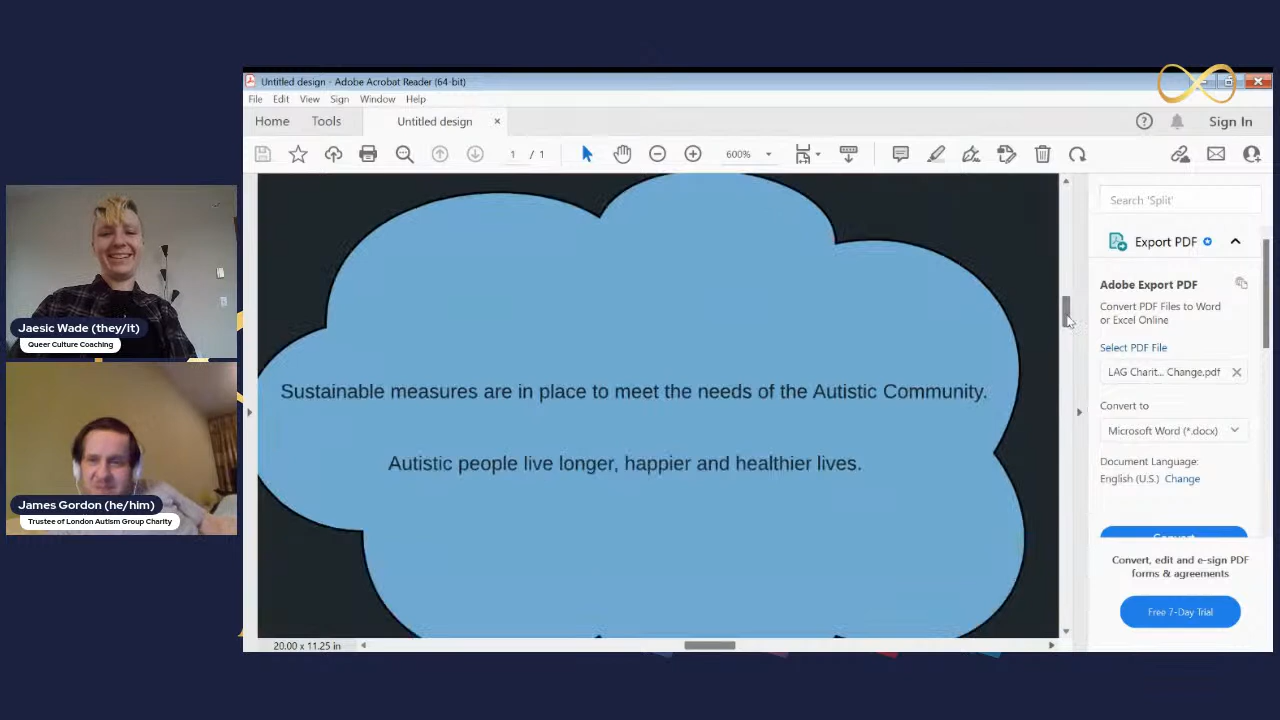 Untitled design - Adobe Acrobat Reader (64-bit)
File Edit View Sign Window Help
Home Tools Untitled design × Sign In
1 / 1 600%
Jaesic Wade (they/it)
Queer Culture Coaching
James Gordon (he/him)
Trustee of London Autism Group Charity
Sustainable measures are in place to meet the needs of the Autistic Community.
Autistic people live longer, happier and healthier lives.
20.00 x 11.25 in
Search 'Split'
Export PDF
Adobe Export PDF
Convert PDF Files to Word
or Excel Online
Select PDF File
LAG Charit... Change.pdf
Convert to
Microsoft Word (*.docx)
Document Language:
English (U.S.) Change
Convert
Convert, edit and e-sign PDF
forms & agreements
Free 7-Day Trial